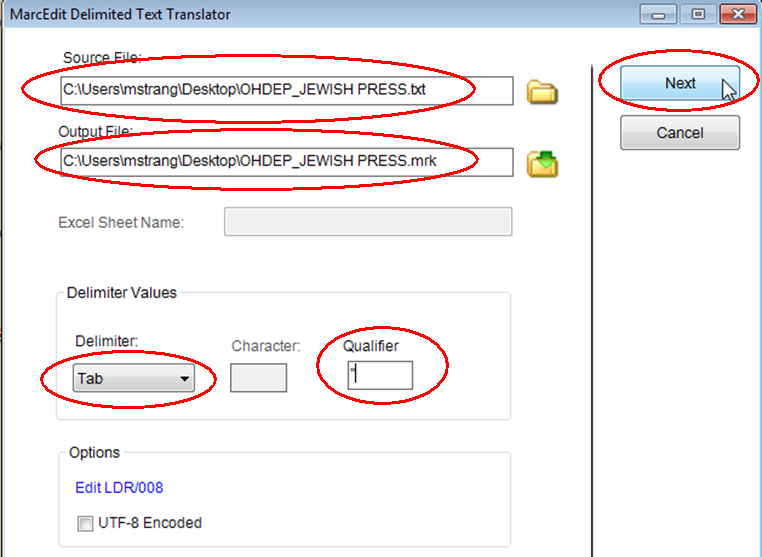 MarcEdit Delimited Text Translator
Source File:
C:\Users\mstrang\Desktop\OHDEP_JEWISH PRESS.txt
Next
Output File:
Cancel
C:\Users\mstrang\Desktop\OHDEP_JEWISH PRESS.mrk
Excel Sheet Name:
Delimiter Values
Delimiter:
Character:
Qualifier
Tab
"
Options
Edit LDR/008
UTF-8 Encoded